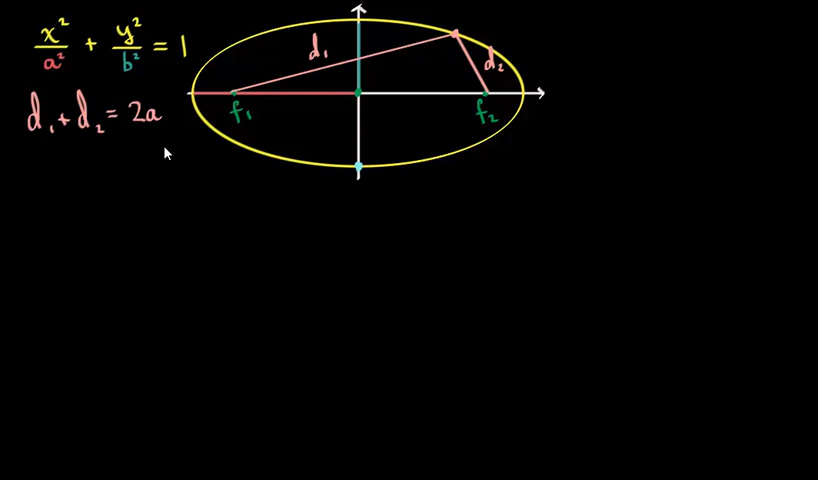 x²/a² + y²/b² = 1
d₁ + d₂ = 2a
d₁
d₂
f₁
f₂